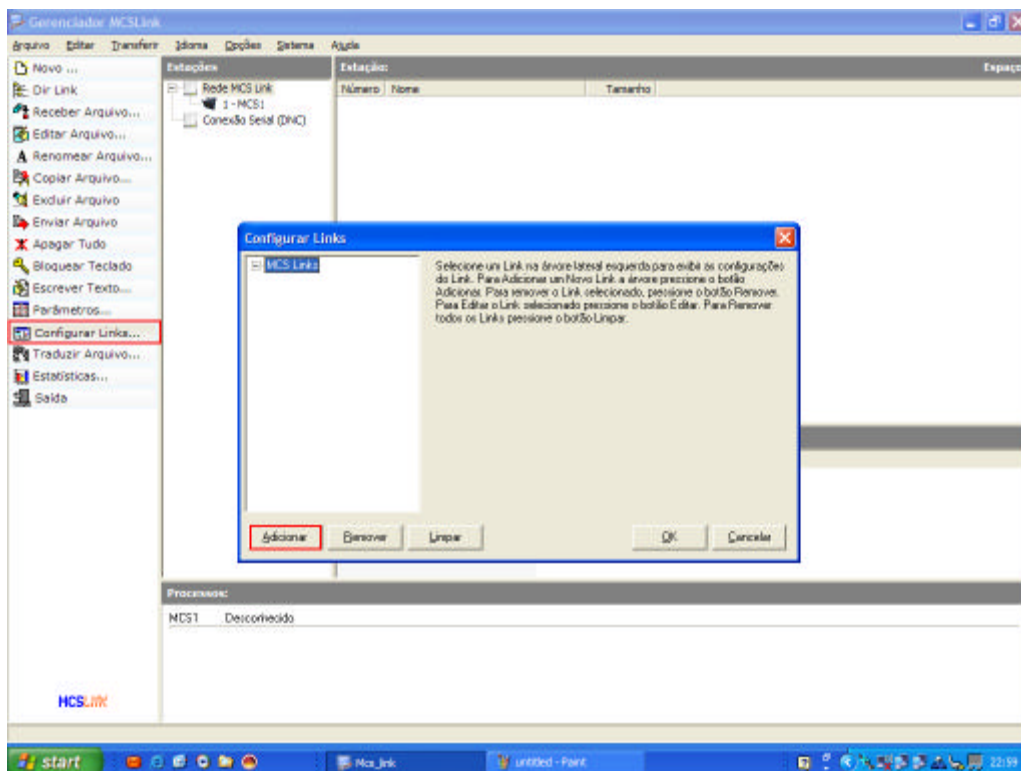 Gerenciador MCSLink
Arquivo Editar Transferir Idioma Opções Sistema Ajuda
Novo ...
Dir Link
Receber Arquivo...
Editar Arquivo...
Renomear Arquivo...
Copiar Arquivo...
Excluir Arquivo
Enviar Arquivo
Apagar Tudo
Bloquear Teclado
Escrever Texto...
Parâmetros...
Configurar Links...
Traduzir Arquivo...
Estatísticas...
Saída
MCSLINK
Estações
Rede MCS Link
1 - MCS1
Conexão Serial (DNC)
Estação: Espaço
Número Nome Tamanho
Configurar Links
MCS Links
Selecione um Link na árvore lateral esquerda para exibir as configurações
do Link. Para Adicionar um Novo Link a árvore pressione o botão
Adicionar. Para remover o Link selecionado, pressione o botão Remover.
Para Editar o Link selecionado pressione o botão Editar. Para Remover
todos os Links pressione o botão Limpar.
Adicionar Remover Limpar OK Cancelar
Processos:
MCS1 Desconhecido
start Mcs_link untitled - Paint 22:59